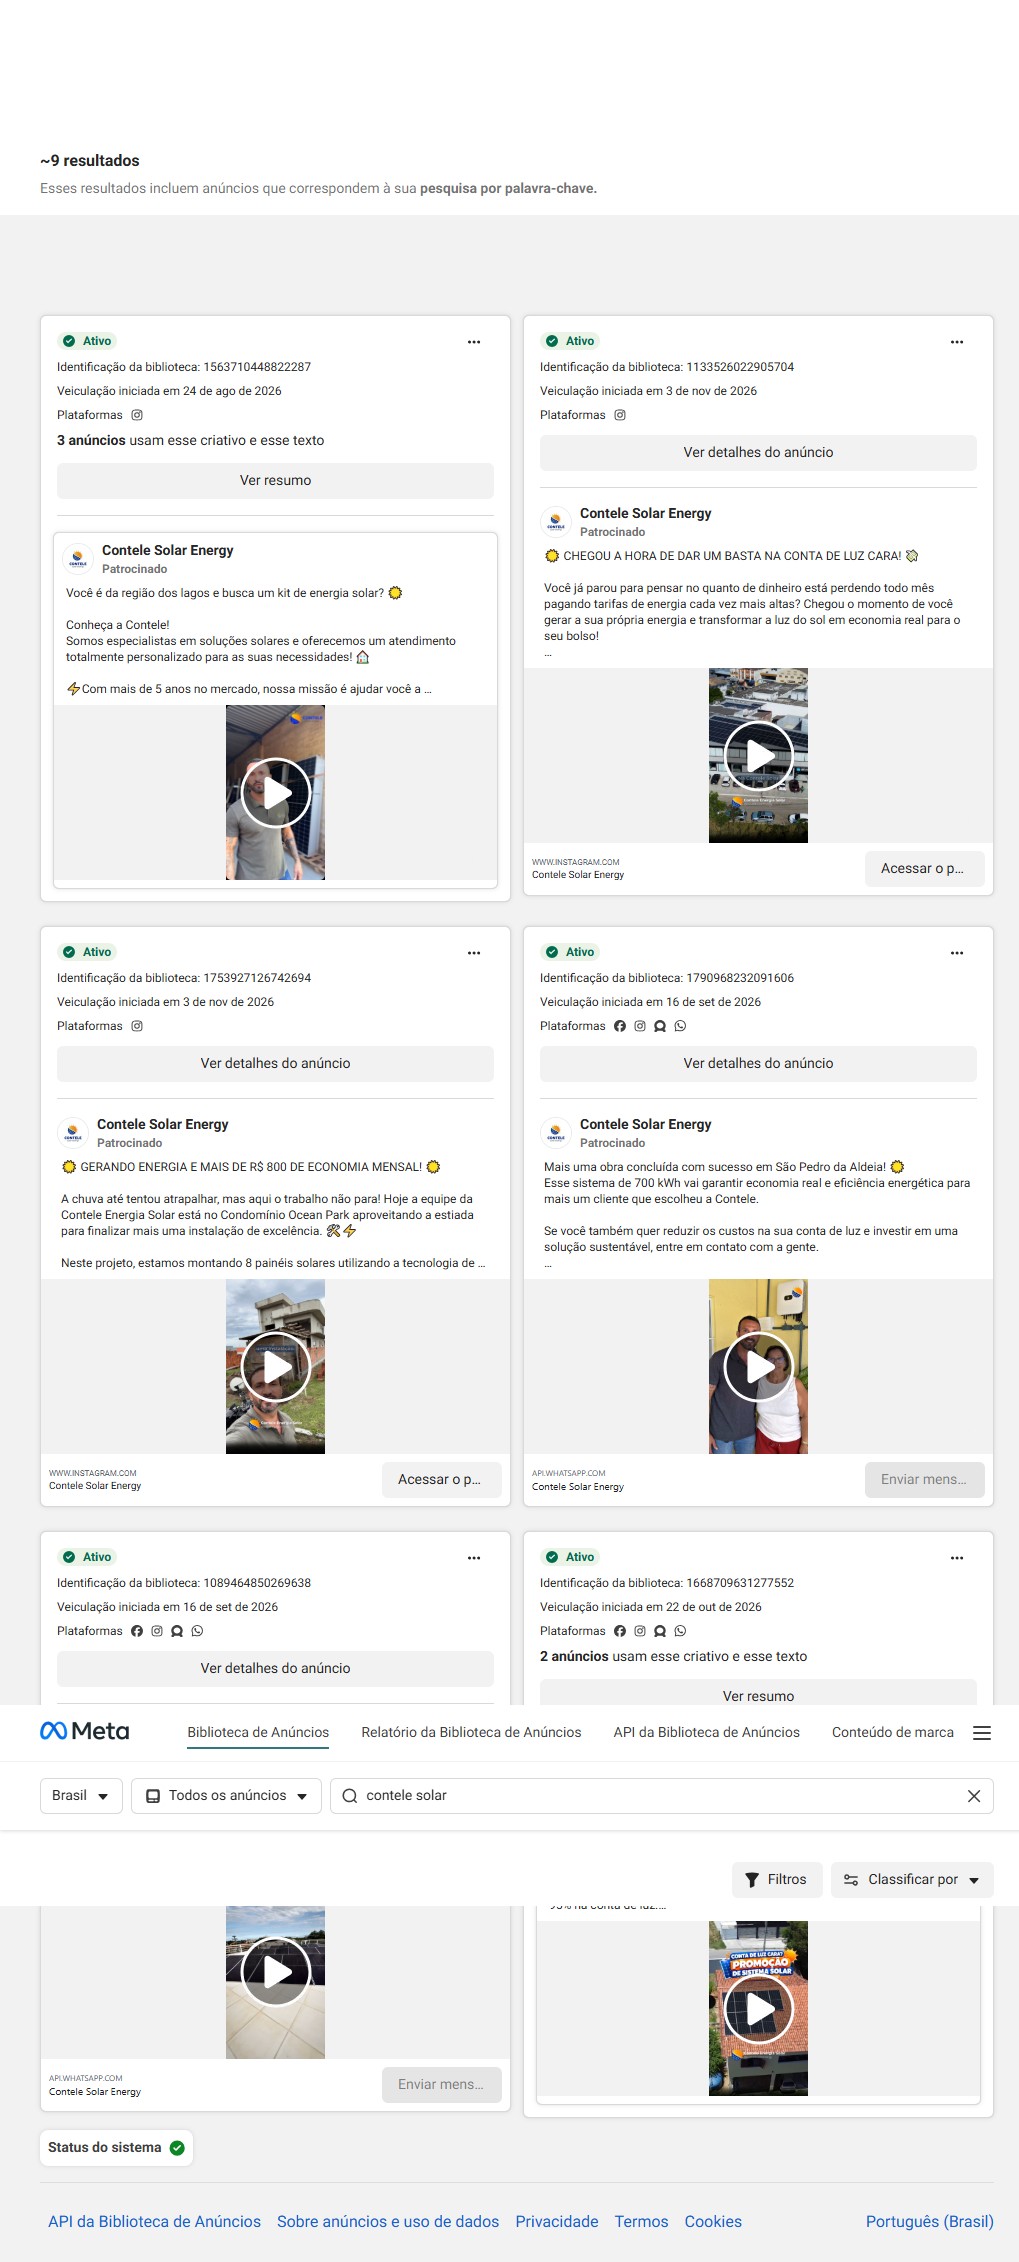 ~9 resultados
Esses resultados incluem anúncios que correspondem à sua pesquisa por palavra-chave.
Ativo
Identificação da biblioteca: 1563710448822287
Veiculação iniciada em 24 de ago de 2026
Plataformas
3 anúncios usam esse criativo e esse texto
Ver resumo
Contele Solar Energy
Patrocinado
Você é da região dos lagos e busca um kit de energia solar?
Conheça a Contele!
Somos especialistas em soluções solares e oferecemos um atendimento
totalmente personalizado para as suas necessidades!
Com mais de 5 anos no mercado, nossa missão é ajudar você a ...
Ativo
Identificação da biblioteca: 1133526022905704
Veiculação iniciada em 3 de nov de 2026
Plataformas
Ver detalhes do anúncio
Contele Solar Energy
Patrocinado
CHEGOU A HORA DE DAR UM BASTA NA CONTA DE LUZ CARA!
Você já parou para pensar no quanto de dinheiro está perdendo todo mês
pagando tarifas de energia cada vez mais altas? Chegou o momento de você
gerar a sua própria energia e transformar a luz do sol em economia real para o
seu bolso!
...
WWW.INSTAGRAM.COM
Contele Solar Energy
Acessar o p...
Ativo
Identificação da biblioteca: 1753927126742694
Veiculação iniciada em 3 de nov de 2026
Plataformas
Ver detalhes do anúncio
Contele Solar Energy
Patrocinado
GERANDO ENERGIA E MAIS DE R$ 800 DE ECONOMIA MENSAL!
A chuva até tentou atrapalhar, mas aqui o trabalho não para! Hoje a equipe da
Contele Energia Solar está no Condomínio Ocean Park aproveitando a estiada
para finalizar mais uma instalação de excelência.
Neste projeto, estamos montando 8 painéis solares utilizando a tecnologia de ...
WWW.INSTAGRAM.COM
Contele Solar Energy
Acessar o p...
Ativo
Identificação da biblioteca: 1790968232091606
Veiculação iniciada em 16 de set de 2026
Plataformas
Ver detalhes do anúncio
Contele Solar Energy
Patrocinado
Mais uma obra concluída com sucesso em São Pedro da Aldeia!
Esse sistema de 700 kWh vai garantir economia real e eficiência energética para
mais um cliente que escolheu a Contele.
Se você também quer reduzir os custos na sua conta de luz e investir em uma
solução sustentável, entre em contato com a gente.
...
API.WHATSAPP.COM
Contele Solar Energy
Enviar mens...
Ativo
Identificação da biblioteca: 1089464850269638
Veiculação iniciada em 16 de set de 2026
Plataformas
Ver detalhes do anúncio
Ativo
Identificação da biblioteca: 1668709631277552
Veiculação iniciada em 22 de out de 2026
Plataformas
2 anúncios usam esse criativo e esse texto
Ver resumo
Meta
Biblioteca de Anúncios
Relatório da Biblioteca de Anúncios
API da Biblioteca de Anúncios
Conteúdo de marca
Brasil
Todos os anúncios
contele solar
Filtros
Classificar por
API.WHATSAPP.COM
Contele Solar Energy
Enviar mens...
CONTA DE LUZ CARA?
PROMOÇÃO
DE SISTEMA SOLAR
Status do sistema
API da Biblioteca de Anúncios
Sobre anúncios e uso de dados
Privacidade
Termos
Cookies
Português (Brasil)